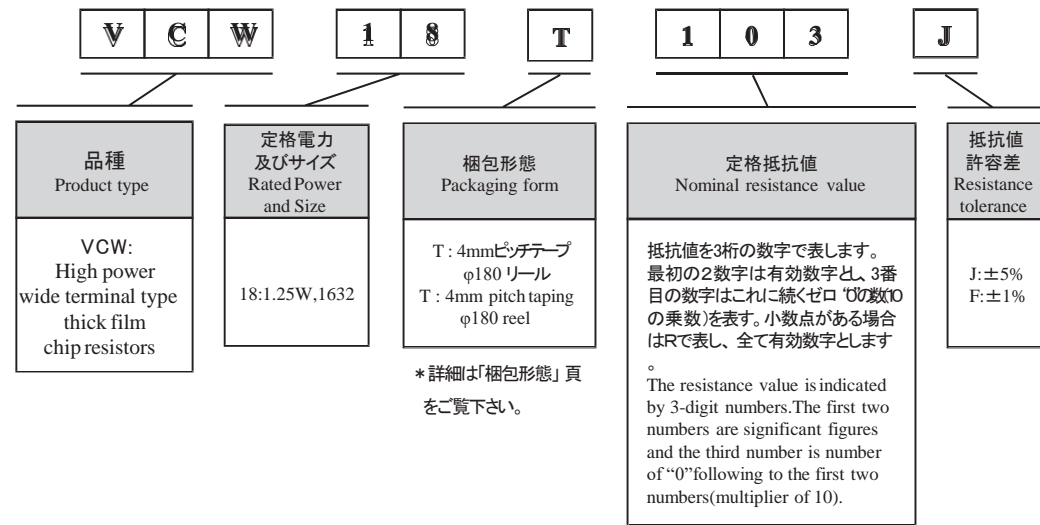 V C W 1 8 T 1 0 3 J
品種
Product type
VCW:
High power
wide terminal type
thick film
chip resistors
定格電力
及びサイズ
Rated Power
and Size
18:1.25W,1632
梱包形態
Packaging form
T : 4mmピッチテープ
φ180 リール
T : 4mm pitch taping
φ180 reel
*詳細は「梱包形態」頁
をご覧下さい。
定格抵抗値
Nominal resistance value
抵抗値を3桁の数字で表します。
最初の2数字は有効数字とし、3番
目の数字はこれに続くゼロ“0”の数(10
の乗数)を表す。小数点がある場合
はRで表し、全て有効数字とします
。
The resistance value is indicated
by 3-digit numbers.The first two
numbers are significant figures
and the third number is number
of “0”following to the first two
numbers(multiplier of 10).
抵抗値
許容差
Resistance
tolerance
J:±5%
F:±1%